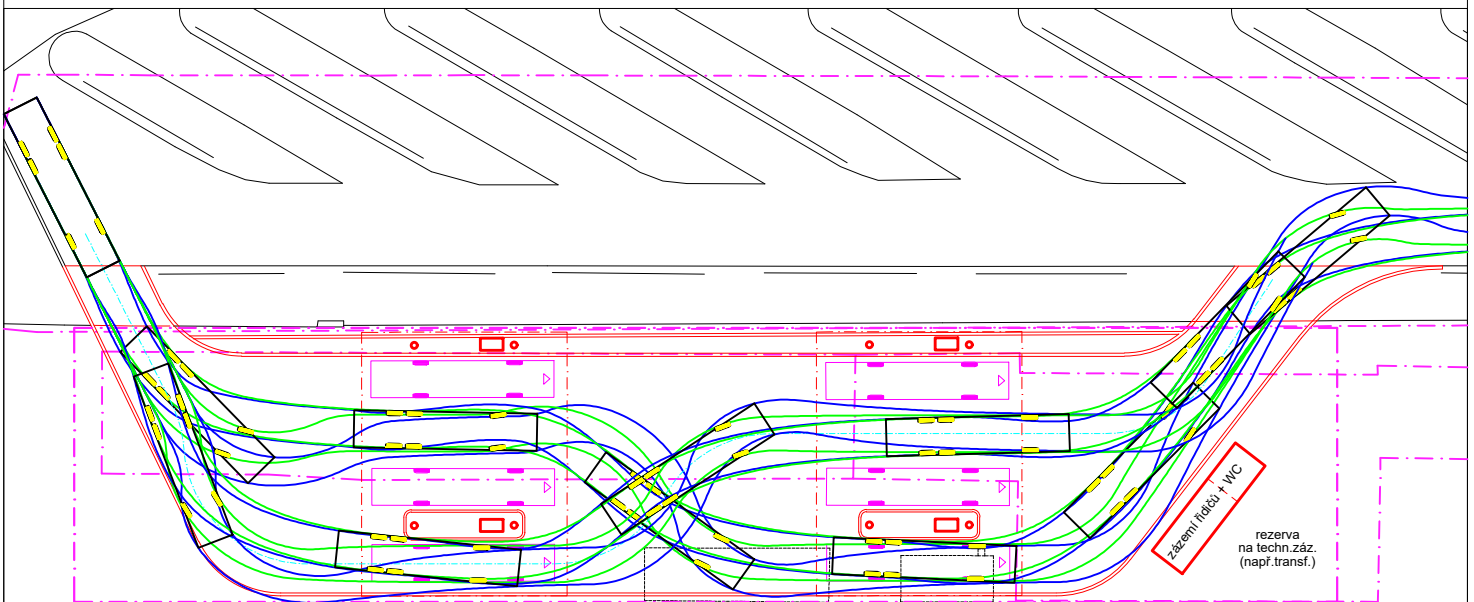 zázemí řidičů + WC
rezerva
na techn.záz.
(např.transf.)